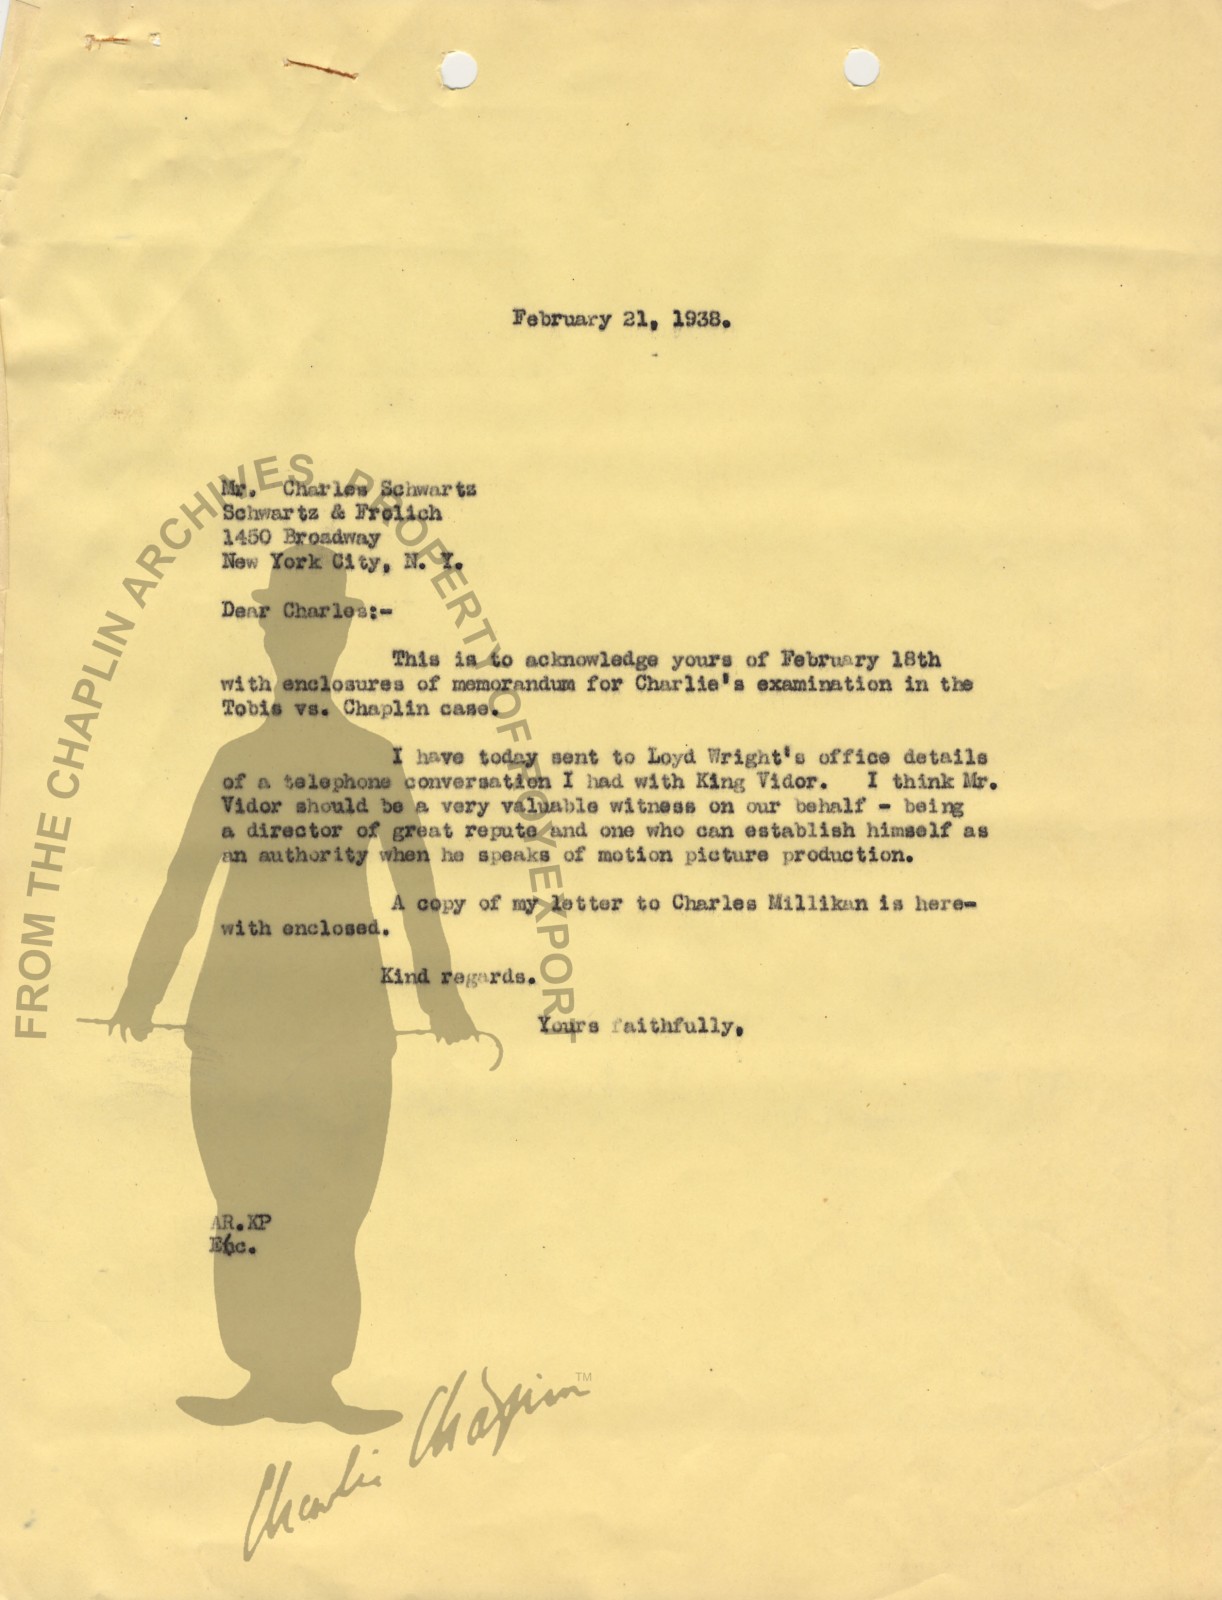 February 21, 1938.
Mr. Charles Schwartz
Schwartz & Frolich
1450 Broadway
New York City, N. Y.
Dear Charles:-
This is to acknowledge yours of February 18th
with enclosures of memorandum for Charlie's examination in the
Tobis vs. Chaplin case.
I have today sent to Loyd Wright's office details
of a telephone conversation I had with King Vidor. I think Mr.
Vidor should be a very valuable witness on our behalf - being
a director of great repute and one who can establish himself as
an authority when he speaks of motion picture production.
A copy of my letter to Charles Millikan is here-
with enclosed.
Kind regards.
Yours faithfully,
AR.KP
Enc.
FROM THE CHAPLIN ARCHIVES PROPERTY OF ROY EXPORT
Charlie Chaplin TM